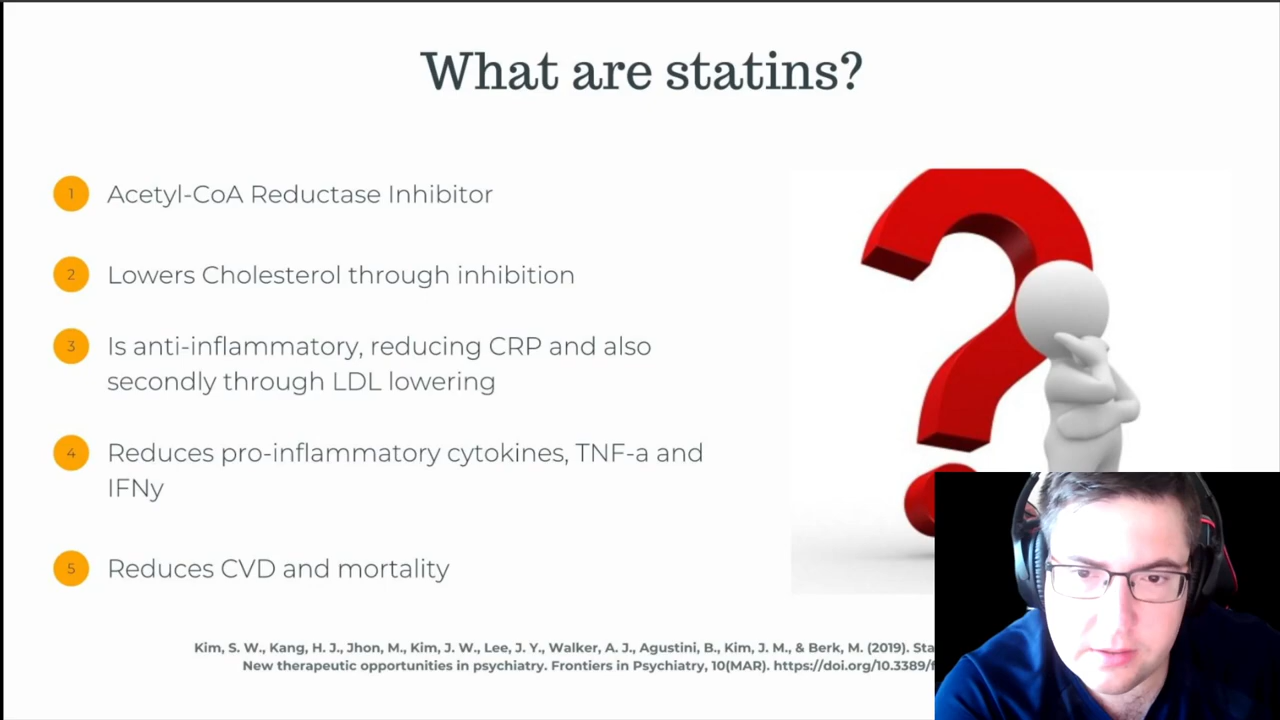 What are statins?
1 Acetyl-CoA Reductase Inhibitor
2 Lowers Cholesterol through inhibition
3 Is anti-inflammatory, reducing CRP and also
secondly through LDL lowering
4 Reduces pro-inflammatory cytokines, TNF-a and
IFNy
5 Reduces CVD and mortality
Kim, S. W., Kang, H. J., Jhon, M., Kim, J. W., Lee, J. Y., Walker, A. J., Agustini, B., Kim, J. M., & Berk, M. (2019). Sta
New therapeutic opportunities in psychiatry. Frontiers in Psychiatry, 10(MAR). https://doi.org/10.3389/f